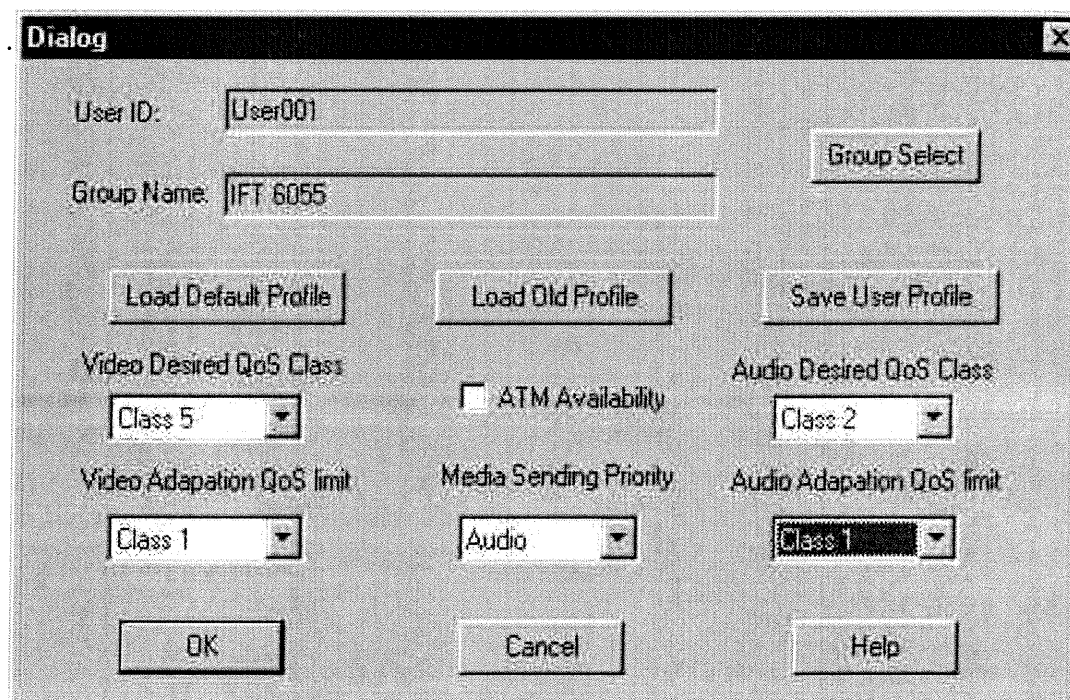 Dialog
User ID: User001
Group Select
Group Name. IFT 6055
Load Default Profile Load Old Profile Save User Profile
Video Desired QoS Class Audio Desired QoS Class
ATM Availability
Class 5 Class 2
Video Adapation QoS limit Media Sending Priority Audio Adapation QoS limit
Class 1 Audio Class 1
OK Cancel Help